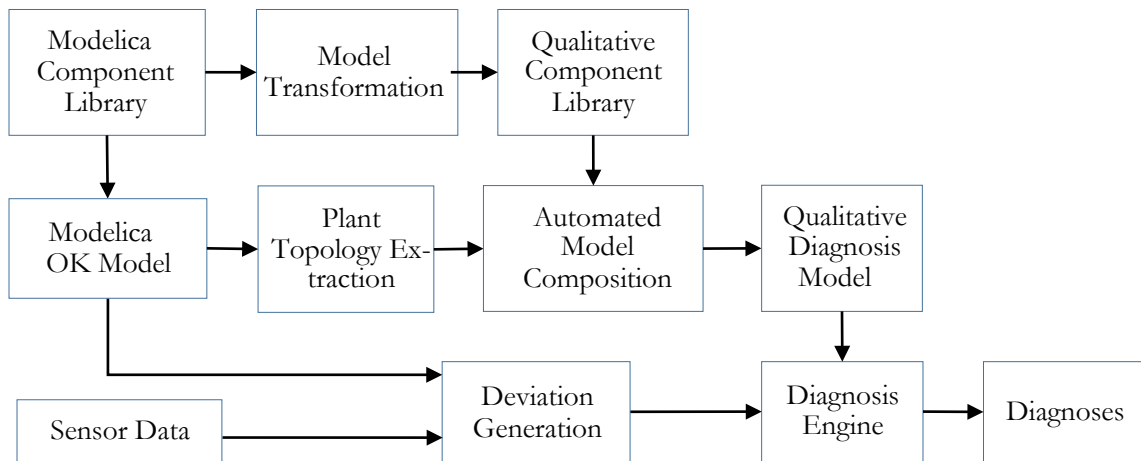 Modelica
Component
Library
Model
Transformation
Qualitative
Component
Library
Modelica
OK Model
Plant
Topology Ex-
traction
Automated
Model
Composition
Qualitative
Diagnosis
Model
Sensor Data
Deviation
Generation
Diagnosis
Engine
Diagnoses